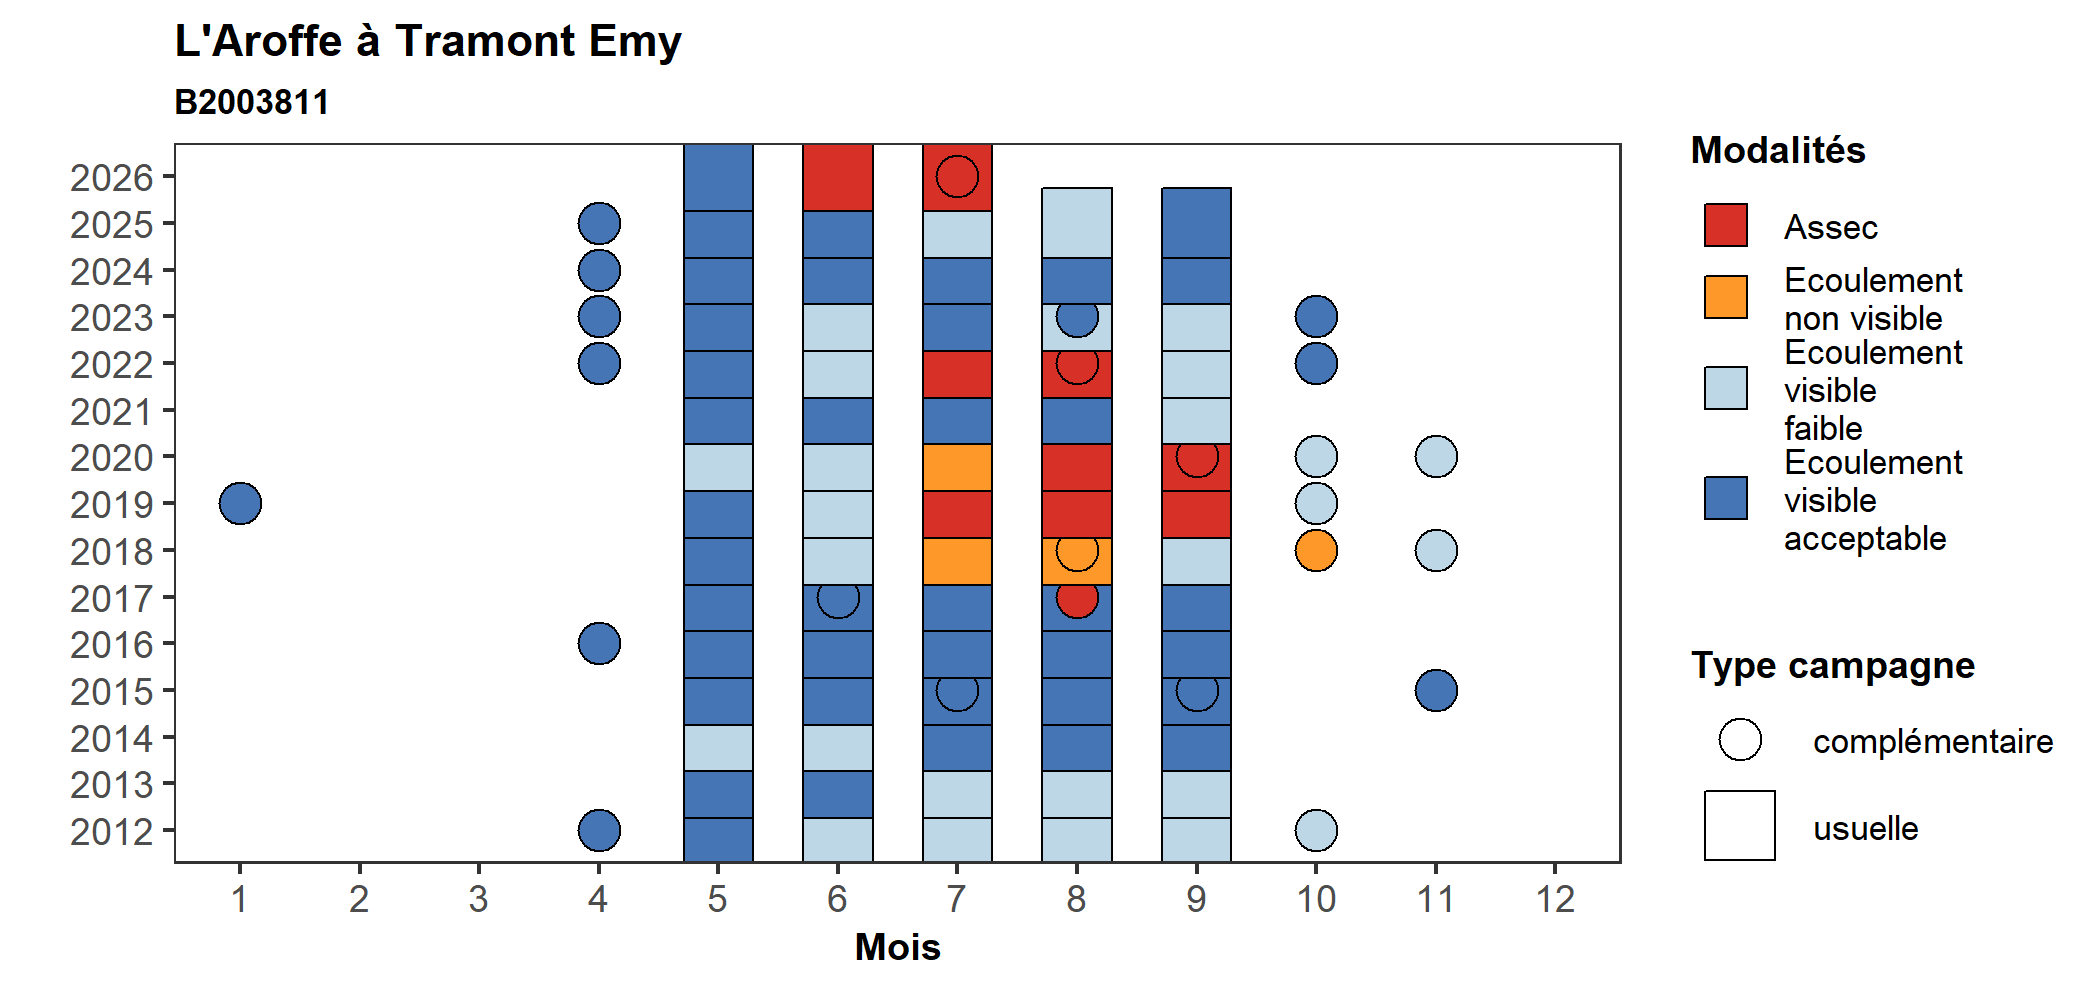 L'Aroffe à Tramont Emy
B2003811
2026
2025
2024
2023
2022
2021
2020
2019
2018
2017
2016
2015
2014
2013
2012
1 2 3 4 5 6 7 8 9 10 11 12
Mois
Modalités
Assec
Ecoulement
non visible
Ecoulement
visible
faible
Ecoulement
visible
acceptable
Type campagne
complémentaire
usuelle